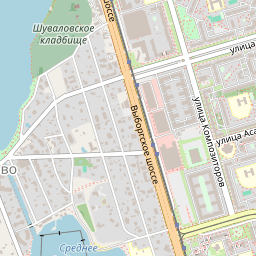 Шуваловское
кладбище
шоссе
улица
Выборгское шоссе
улица Композиторов
улица Аса
ВО
Среднее